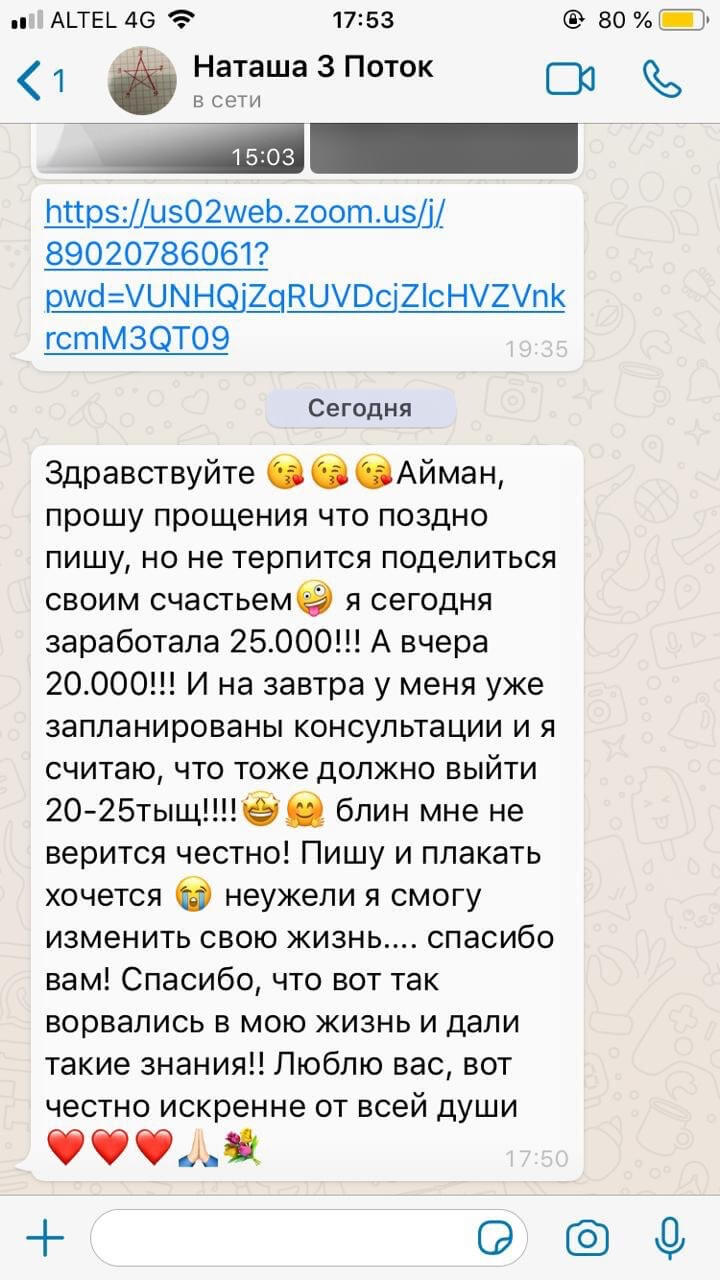 ALTEL 4G 17:53 80 %
1 Наташа 3 Поток
в сети
15:03
https://us02web.zoom.us/j/
89020786061?
pwd=VUNHQjZqRUVDcjZlcHVZVnk
rcmM3QT09
19:35
Сегодня
Здравствуйте 😘😘😘Айман,
прошу прощения что поздно
пишу, но не терпится поделиться
своим счастьем🤪 я сегодня
заработала 25.000!!! А вчера
20.000!!! И на завтра у меня уже
запланированы консультации и я
считаю, что тоже должно выйти
20-25тыщ!!!!🤩🤗 блин мне не
верится честно! Пишу и плакать
хочется 😭 неужели я смогу
изменить свою жизнь.... спасибо
вам! Спасибо, что вот так
ворвались в мою жизнь и дали
такие знания!! Люблю вас, вот
честно искренне от всей души
❤️❤️❤️🙏🏻💐
17:50